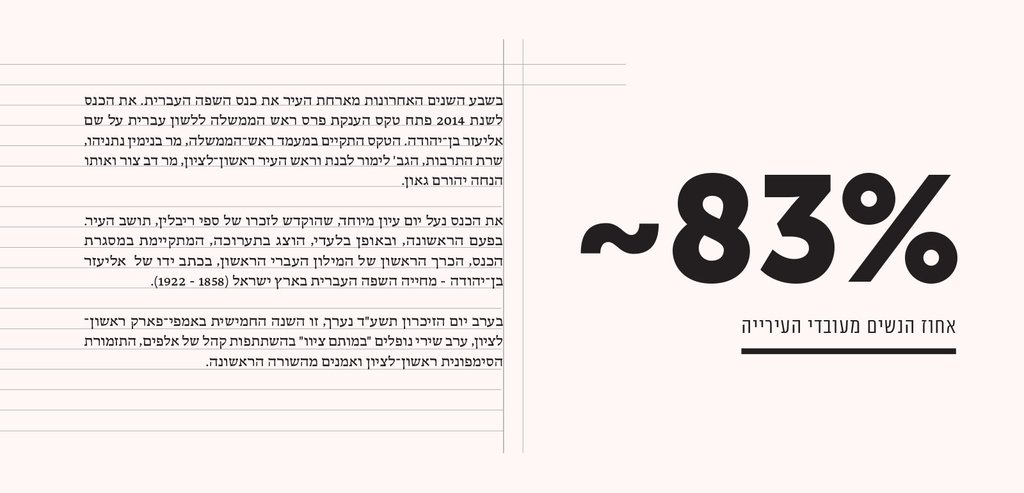 בשבע השנים האחרונות מארחת העיר את כנס השפה העברית. את הכנס
לשנת 2014 פתח טקס הענקת פרס ראש הממשלה ללשון עברית על שם
אליעזר בן־יהודה. הטקס התקיים במעמד ראש־הממשלה, מר בנימין נתניהו,
שרת התרבות, הגב' לימור לבנת וראש העיר ראשון־לציון, מר דב צור ואותו
הנחה יהורם גאון.
את הכנס נעל יום עיון מיוחד, שהוקדש לזכרו של ספי ריבלין, תושב העיר.
בפעם הראשונה, ובאופן בלעדי, הוצג בתערוכה, המתקיימת במסגרת
הכנס, הכרך הראשון של המילון העברי הראשון, בכתב ידו של אליעזר
בן־יהודה - מחייה השפה העברית בארץ ישראל (1858 - 1922).
בערב יום הזיכרון תשע"ד נערך, זו השנה החמישית באמפי־פארק ראשון־
לציון, ערב שירי נופלים "במותם ציוו" בהשתתפות קהל של אלפים, התזמורת
הסימפונית ראשון־לציון ואמנים מהשורה הראשונה.
~83%
אחוז הנשים מעובדי העירייה